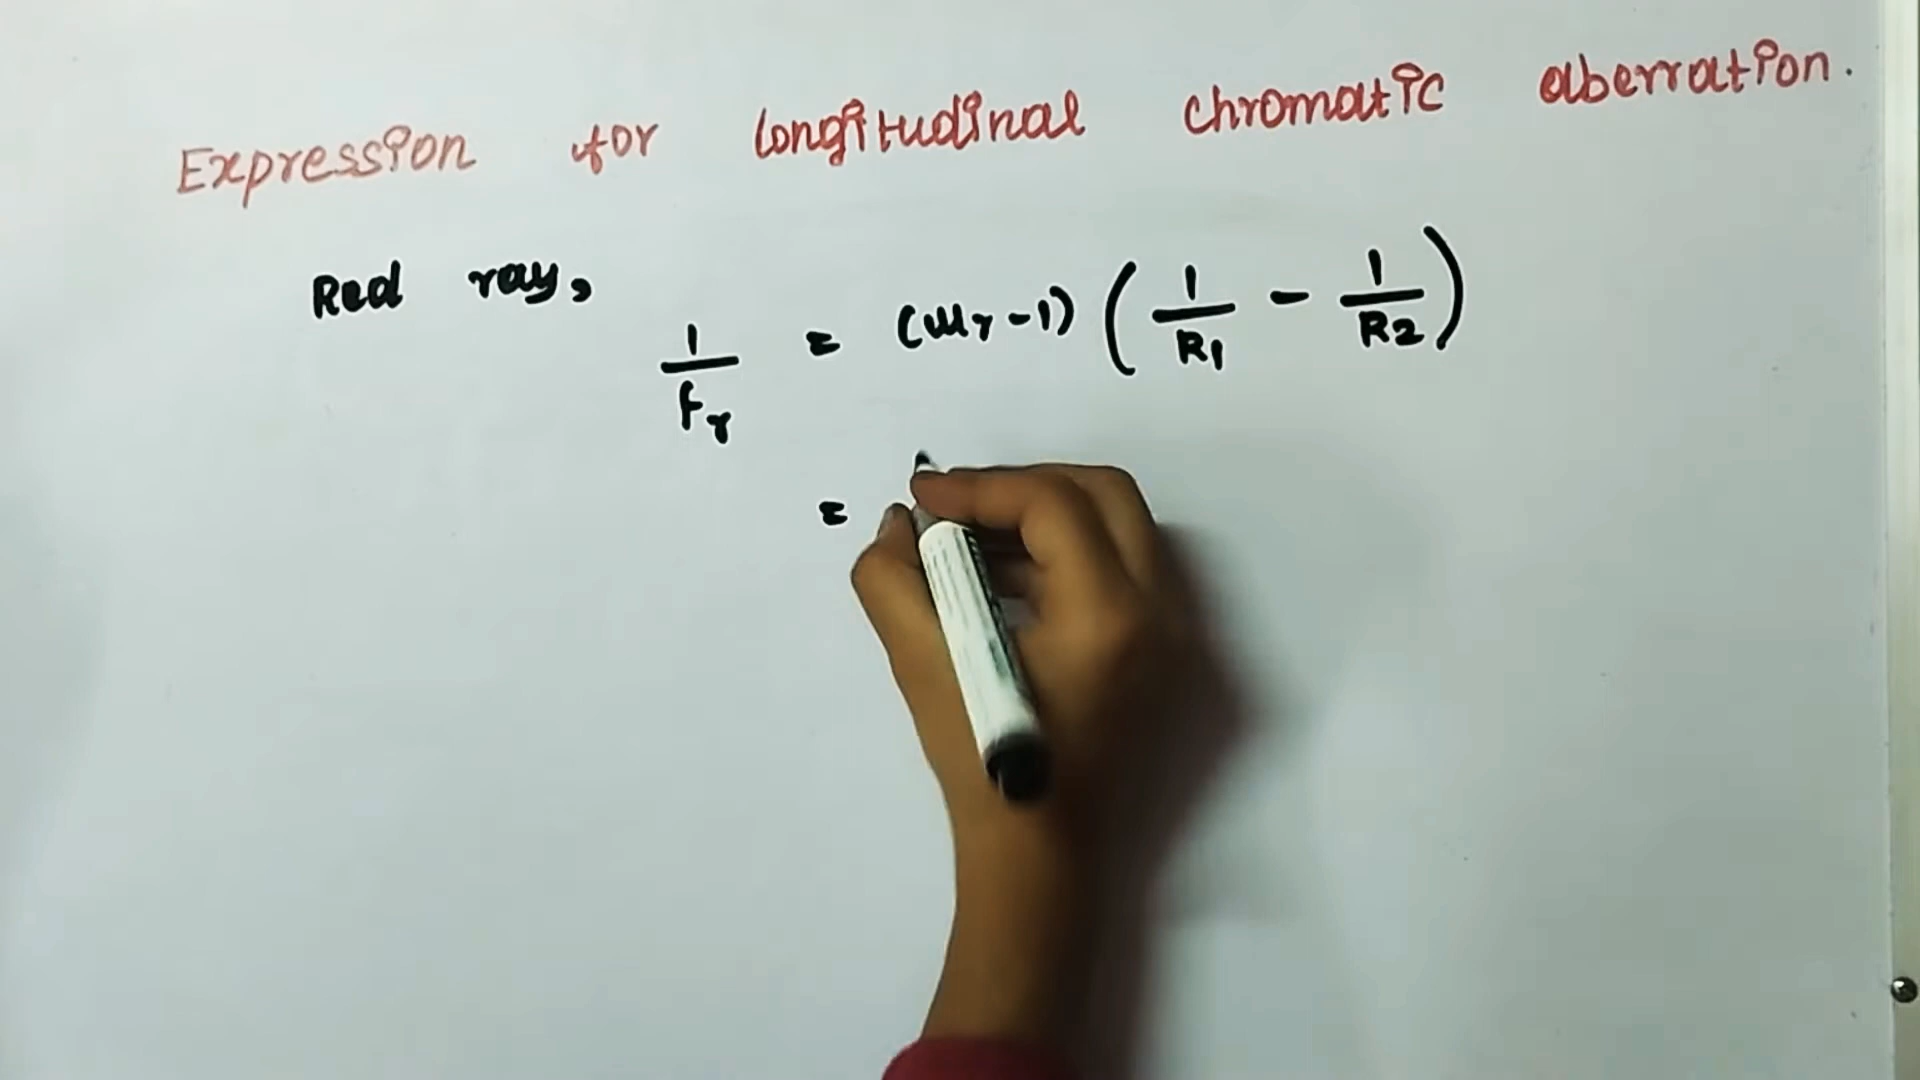 Expression for longitudinal chromatic aberration.
Red ray,
1/fr = (μr - 1) (1/R1 - 1/R2)
=